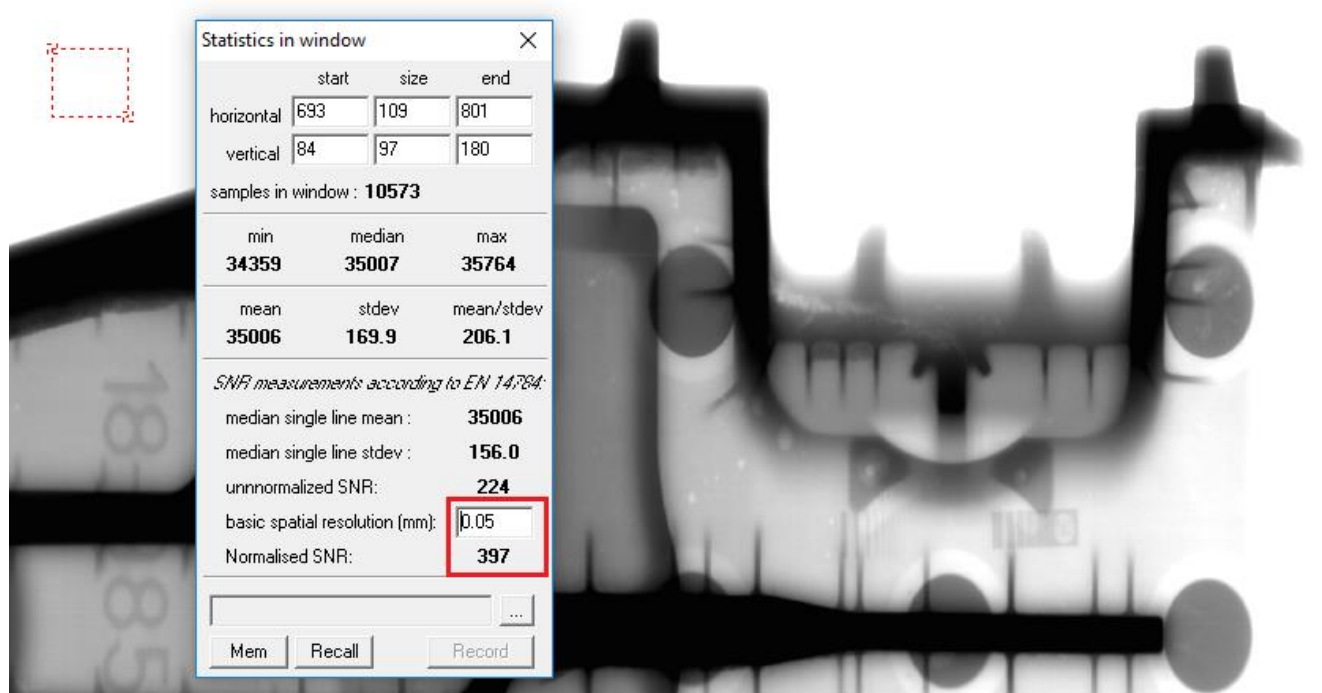 Statistics in window
start size end
horizontal 693 109 801
vertical 84 97 180
samples in window : 10573
min median max
34359 35007 35764
mean stdev mean/stdev
35006 169.9 206.1
SNR measurements according to EN 14784:
median single line mean : 35006
median single line stdev : 156.0
unnnormalized SNR: 224
basic spatial resolution (mm): 0.05
Normalised SNR: 397
...
Mem Recall Record
18
185